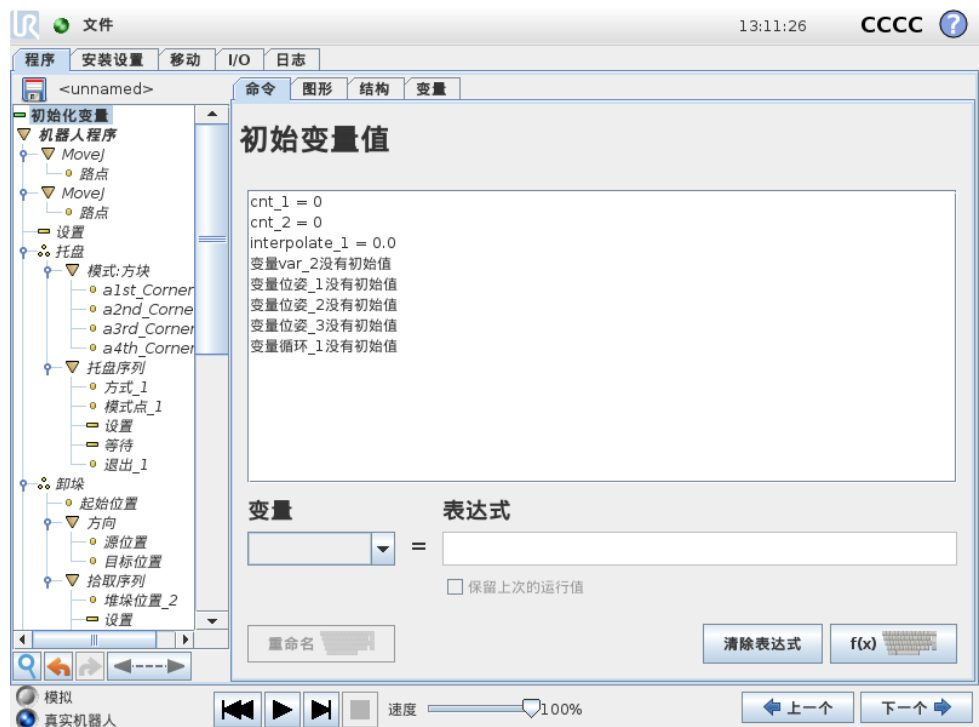 UR 文件 13:11:26 CCCC ?
程序 安装设置 移动 I/O 日志
<unnamed>
命令 图形 结构 变量
初始化变量
机器人程序
MoveJ
路点
MoveJ
路点
设置
托盘
模式:方块
a1st_Corner
a2nd_Corne
a3rd_Corner
a4th_Corner
托盘序列
方式_1
模式点_1
设置
等待
退出_1
卸垛
起始位置
方向
源位置
目标位置
拾取序列
堆垛位置_2
设置
初始变量值
cnt_1 = 0
cnt_2 = 0
interpolate_1 = 0.0
变量var_2没有初始值
变量位姿_1没有初始值
变量位姿_2没有初始值
变量位姿_3没有初始值
变量循环_1没有初始值
变量 表达式
=
保留上次的运行值
重命名 清除表达式 f(x)
模拟
真实机器人
速度 100%
上一个 下一个